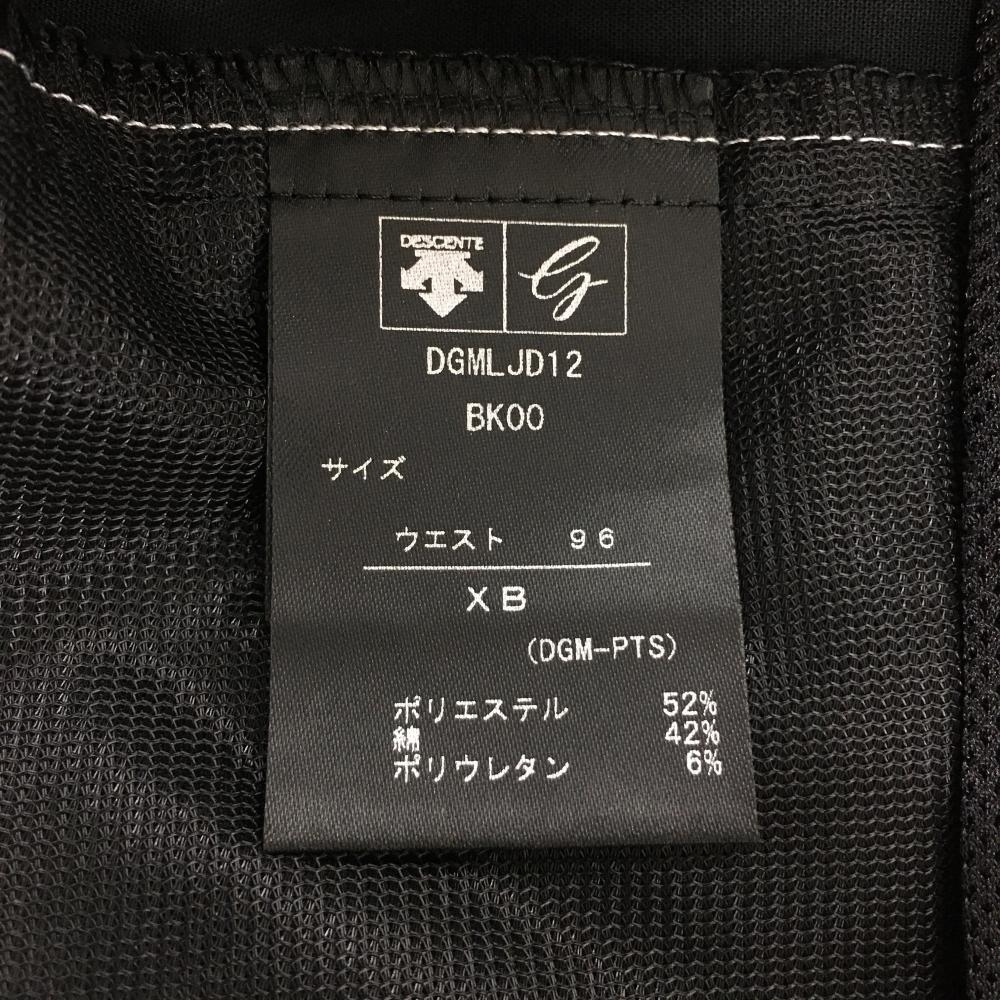 DESCENTE G
DGMLJD12
BK00
サイズ
ウエスト 96
XB
(DGM-PTS)
ポリエステル 52%
綿 42%
ポリウレタン 6%